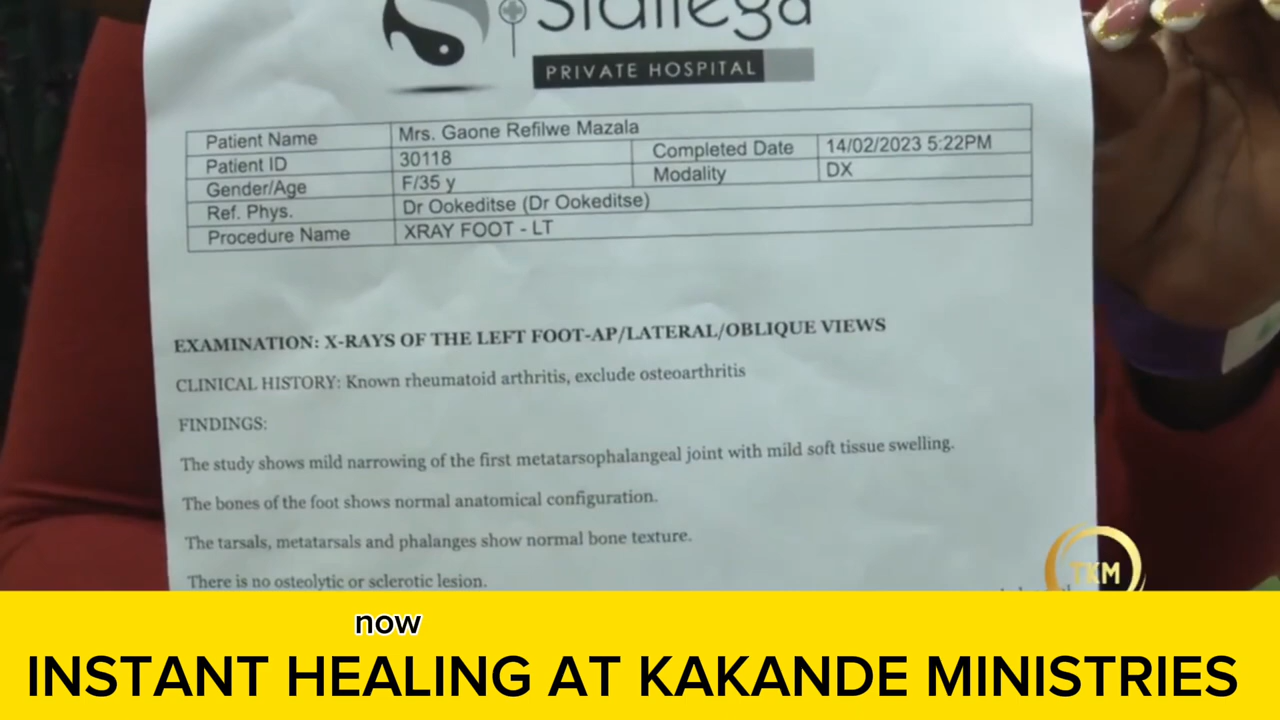 PRIVATE HOSPITAL
Patient Name Mrs. Gaone Refilwe Mazala
Patient ID 30118 Completed Date 14/02/2023 5:22PM
Gender/Age F/35 y Modality DX
Ref. Phys. Dr Ookeditse (Dr Ookeditse)
Procedure Name XRAY FOOT - LT
EXAMINATION: X-RAYS OF THE LEFT FOOT-AP/LATERAL/OBLIQUE VIEWS
CLINICAL HISTORY: Known rheumatoid arthritis, exclude osteoarthritis
FINDINGS:
The study shows mild narrowing of the first metatarsophalangeal joint with mild soft tissue swelling.
The bones of the foot shows normal anatomical configuration.
The tarsals, metatarsals and phalanges show normal bone texture.
There is no osteolytic or sclerotic lesion.
TKM
now
INSTANT HEALING AT KAKANDE MINISTRIES